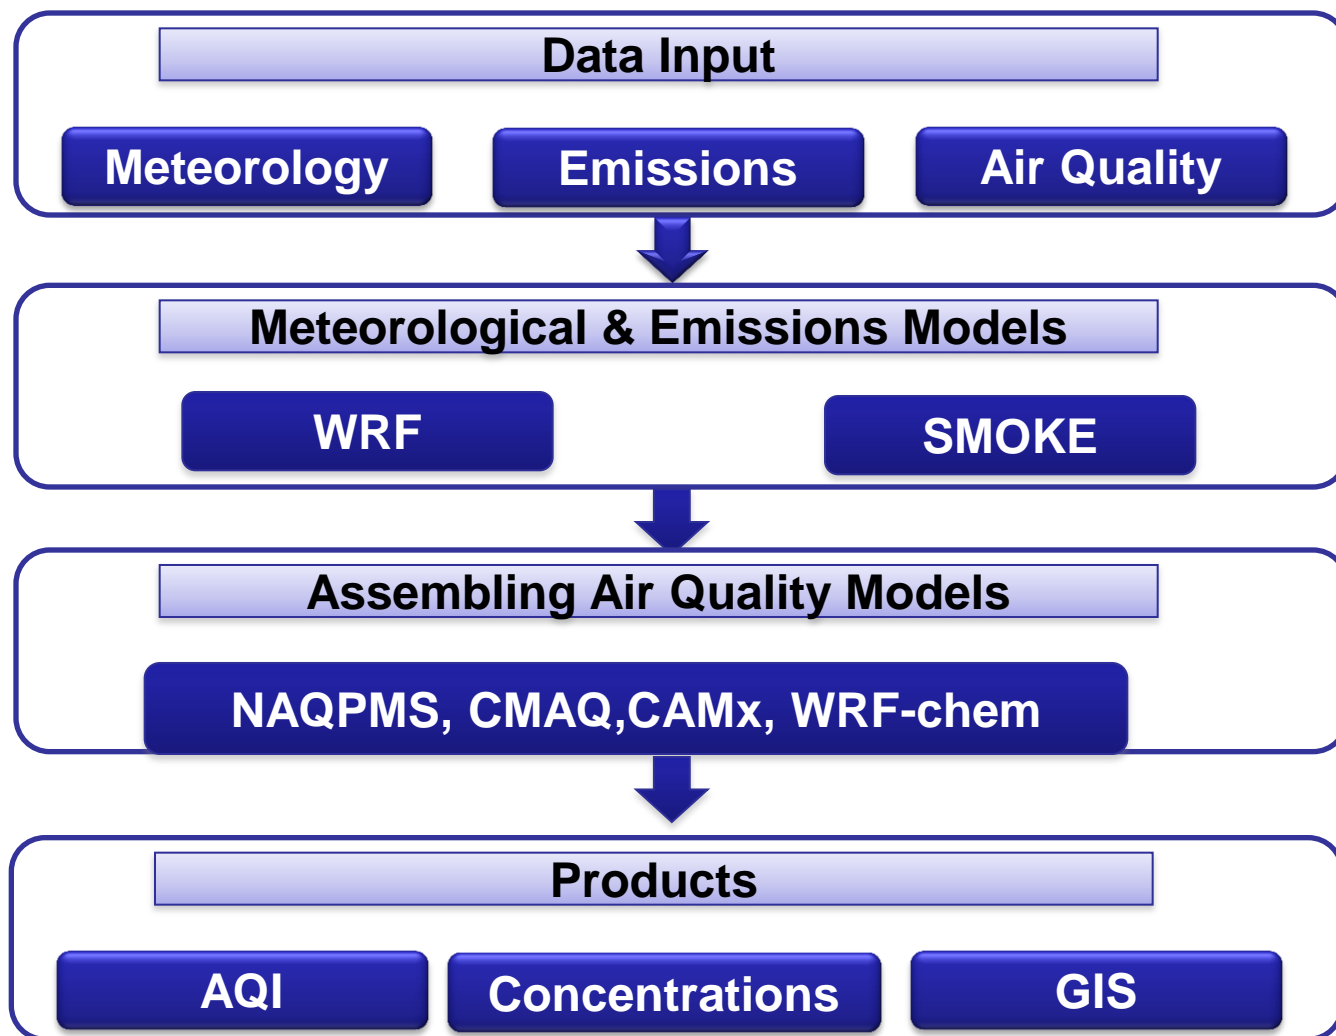 Data Input
Meteorology
Emissions
Air Quality
Meteorological & Emissions Models
WRF
SMOKE
Assembling Air Quality Models
NAQPMS, CMAQ,CAMx, WRF-chem
Products
AQI
Concentrations
GIS